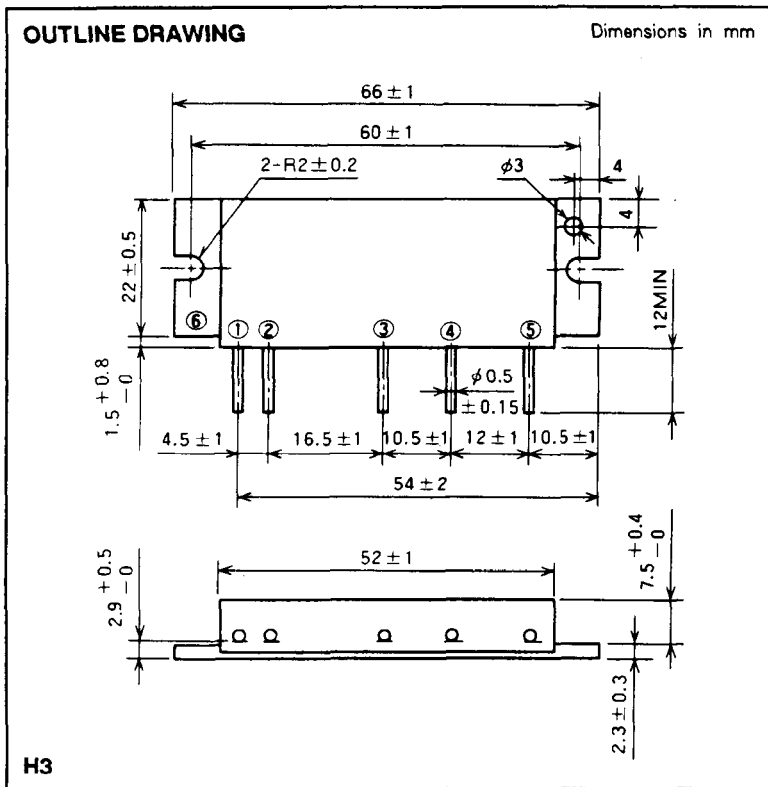 OUTLINE DRAWING
Dimensions in mm
66±1
60±1
2-R2±0.2
φ3
4
4
22±0.5
12MIN
⑥
①
②
③
④
⑤
1.5 +0.8 -0
φ0.5
±0.15
4.5±1
16.5±1
10.5±1
12±1
10.5±1
54±2
2.9 +0.5 -0
52±1
7.5 +0.4 -0
2.3±0.3
H3